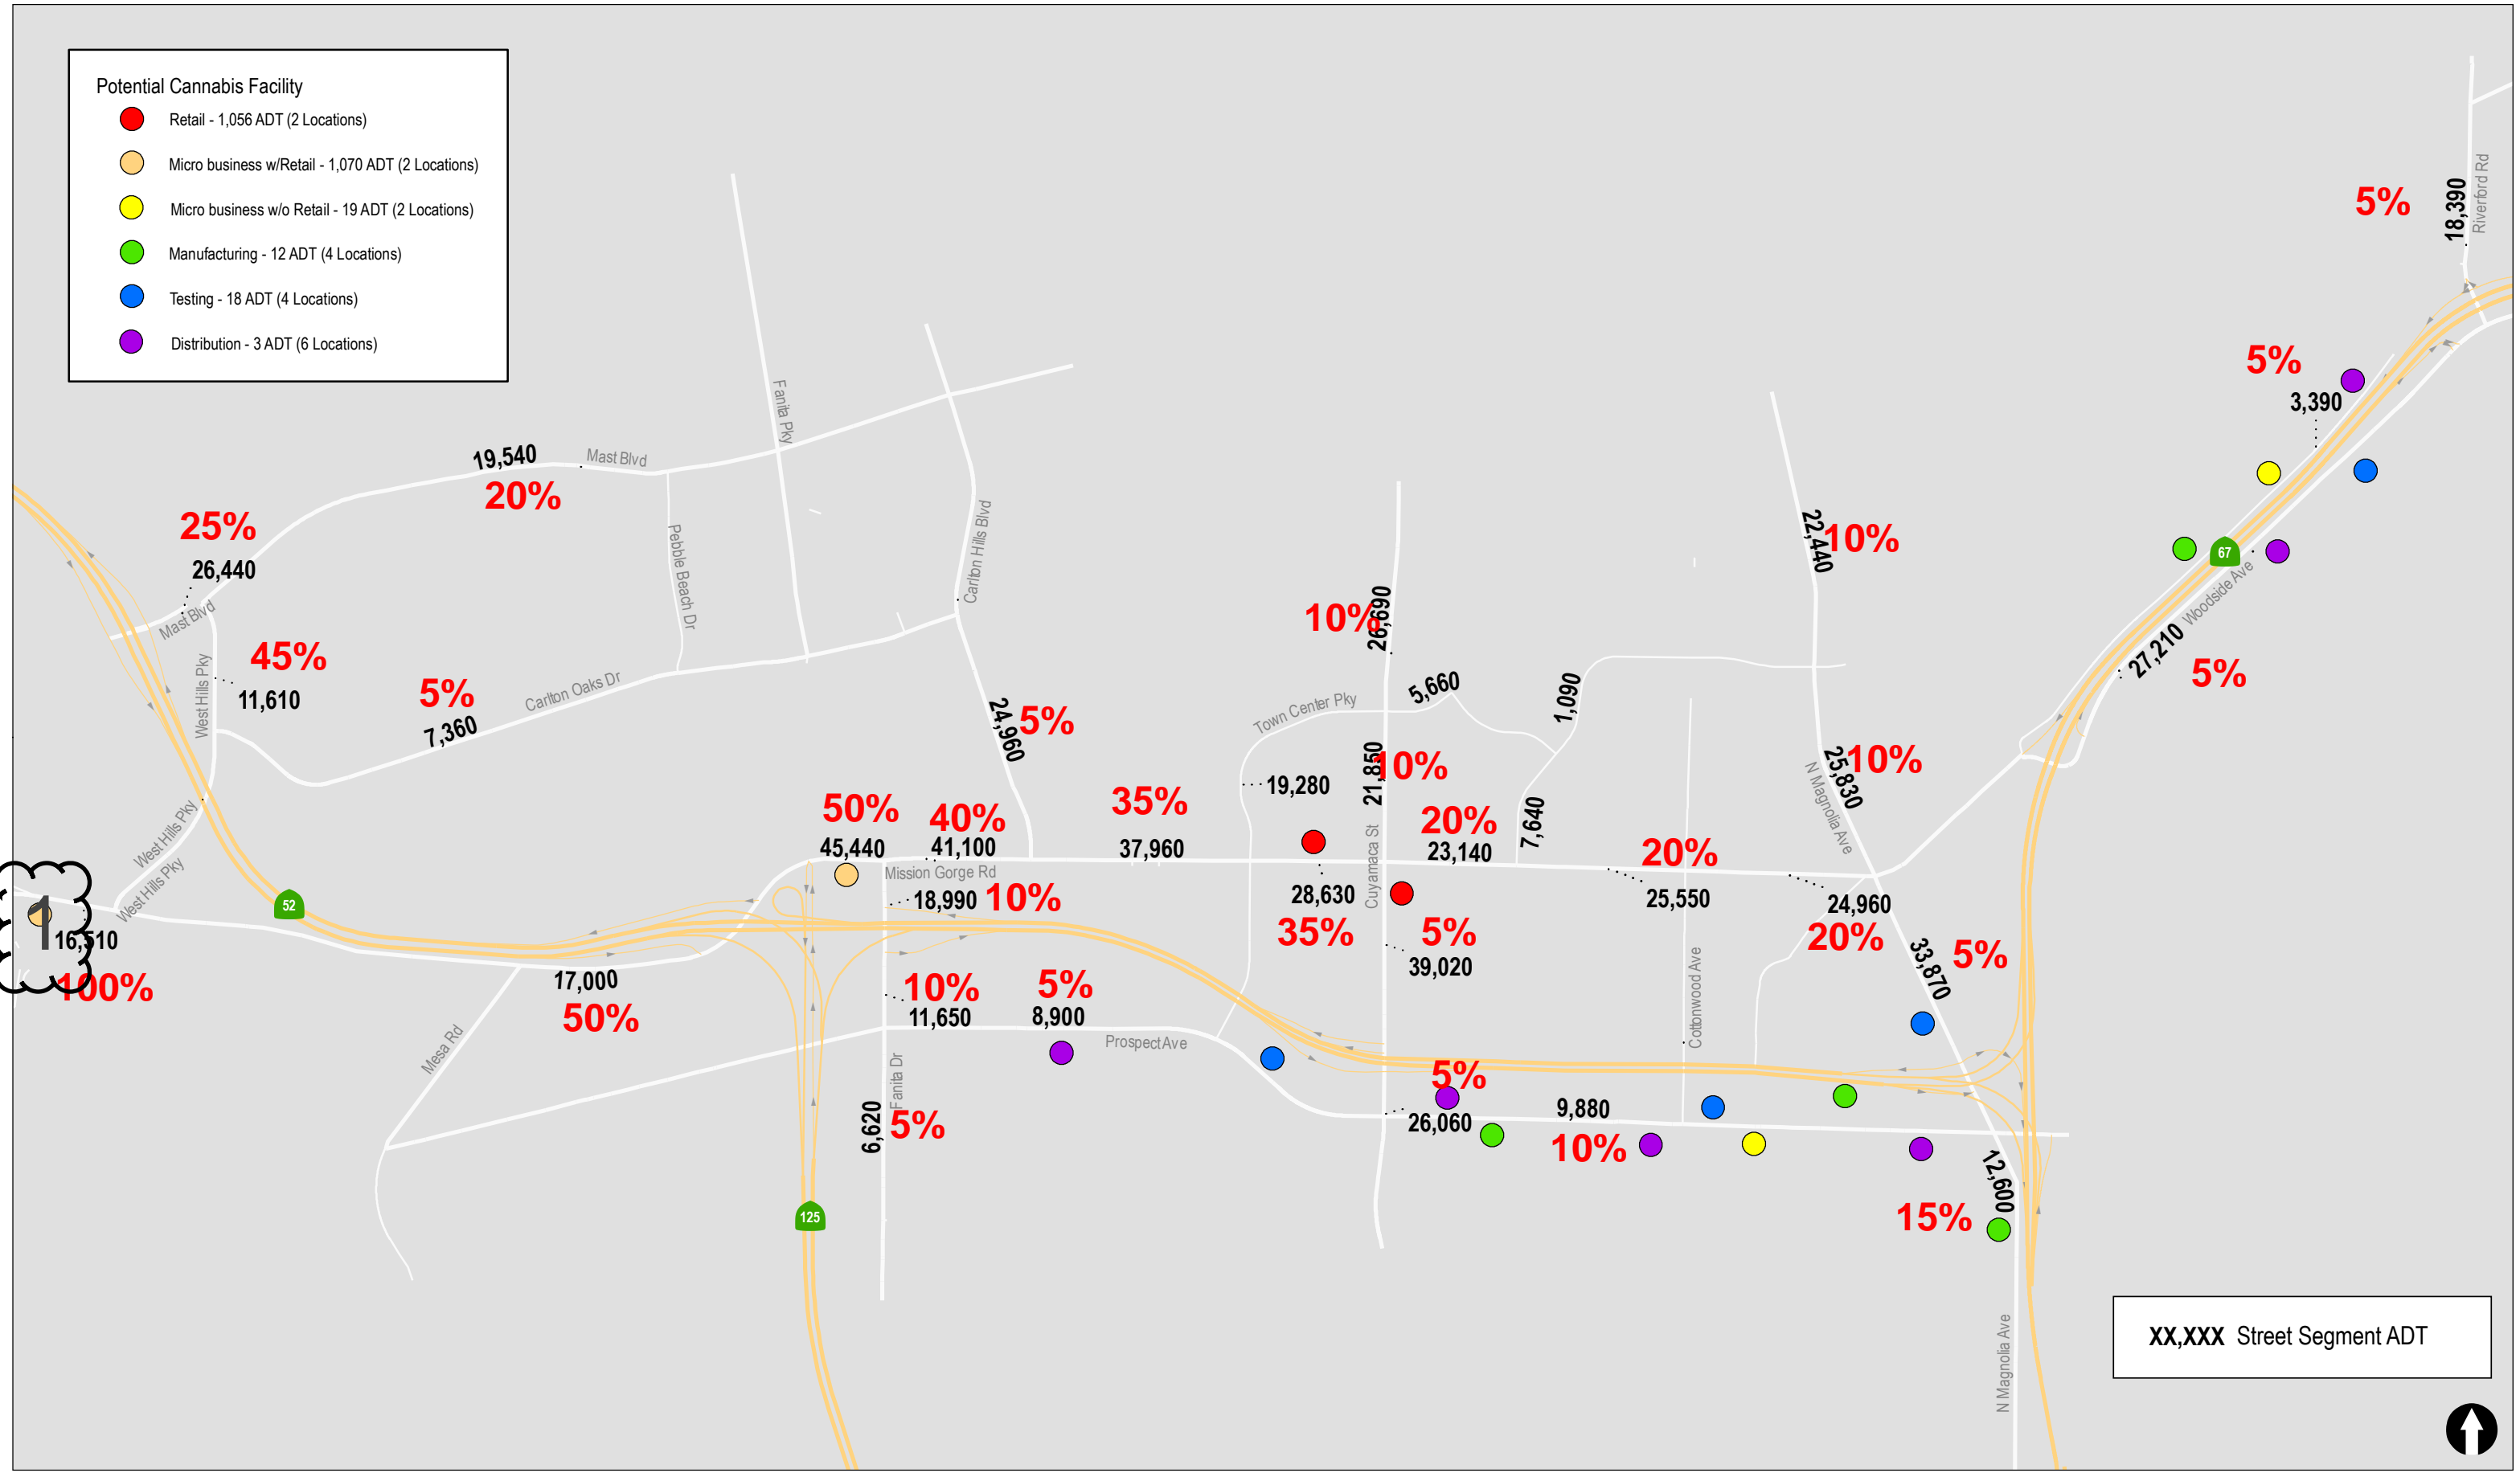 Potential Cannabis Facility
Retail - 1,056 ADT (2 Locations)
Micro business w/Retail - 1,070 ADT (2 Locations)
Micro business w/o Retail - 19 ADT (2 Locations)
Manufacturing - 12 ADT (4 Locations)
Testing - 18 ADT (4 Locations)
Distribution - 3 ADT (6 Locations)
18,390
Riverford Rd
5%
5%
3,390
Fanita Pky
19,540
Mast Blvd
20%
25%
26,440
Mast Blvd
Pebble Beach Dr
Carlton Hills Blvd
22,440
10%
67
Woodside Ave
27,210
5%
10%
26,690
45%
West Hills Pky
11,610
5%
7,360
Carlton Oaks Dr
24,960
5%
Town Center Pky
5,660
1,090
21,850
10%
19,280
25,830
10%
N Magnolia Ave
West Hills Pky
West Hills Pky
50%
45,440
40%
41,100
Mission Gorge Rd
35%
37,960
20%
23,140
7,640
20%
25,550
24,960
20%
Cuyamaca St
28,630
35%
5%
39,020
18,990
10%
52
1
16,510
100%
17,000
50%
Mesa Rd
10%
11,650
5%
8,900
Prospect Ave
Cottonwood Ave
33,870
5%
Fanita Dr
6,620
5%
5%
26,060
9,880
10%
12,600
15%
125
N Magnolia Ave
XX,XXX Street Segment ADT